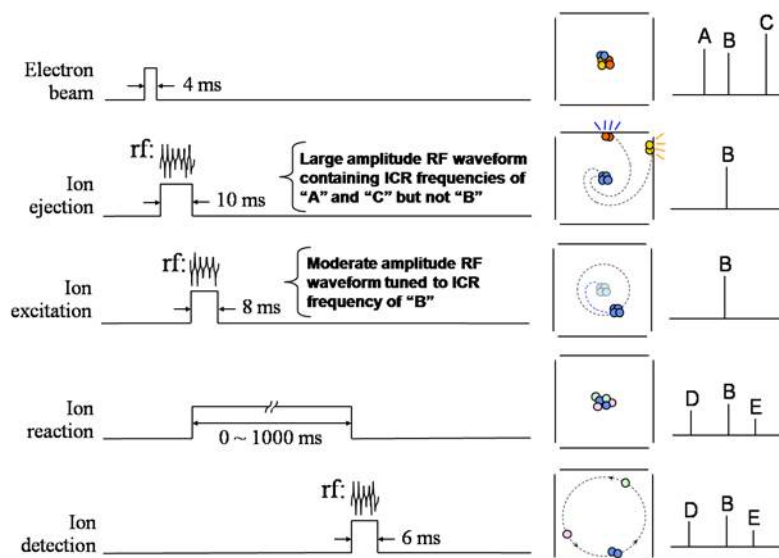 Electron
beam
4 ms
A B C
Ion
ejection
rf:
10 ms
Large amplitude RF waveform
containing ICR frequencies of
“A” and “C” but not “B”
B
Ion
excitation
rf:
8 ms
Moderate amplitude RF
waveform tuned to ICR
frequency of “B”
B
Ion
reaction
0 ~ 1000 ms
D B E
Ion
detection
rf:
6 ms
D B E